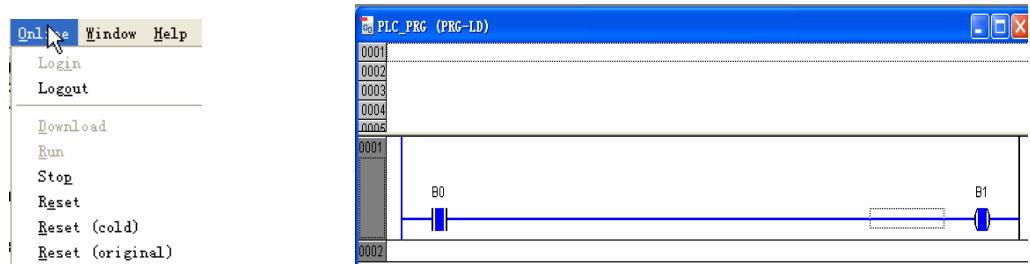 Online Window Help
Login
Logout
Download
Run
Stop
Reset
Reset (cold)
Reset (original)
PLC_PRG (PRG-LD)
0001
0002
0003
0004
0005
0001
B0 B1
0002